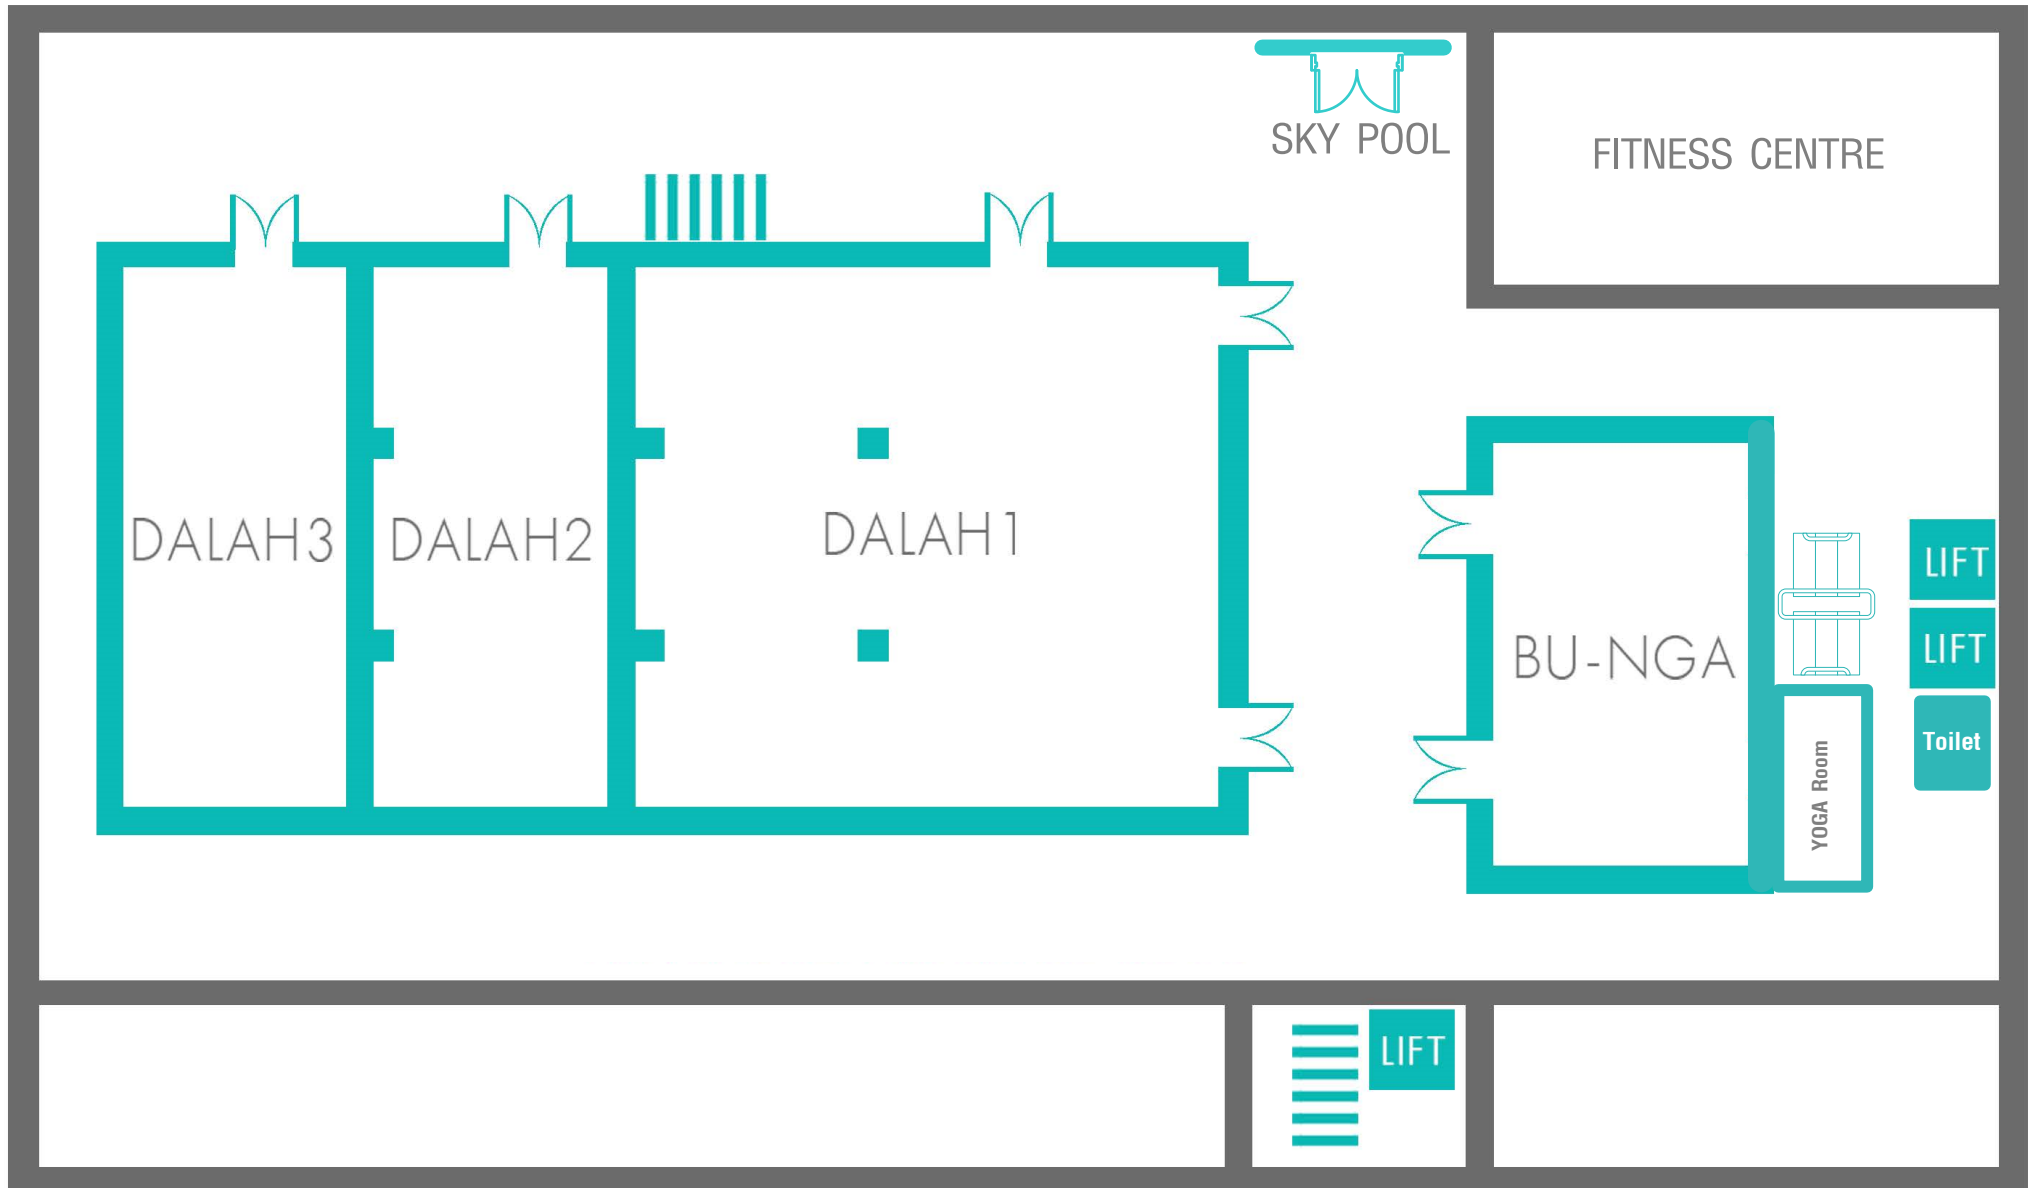 SKY POOL
FITNESS CENTRE
DALAH3
DALAH2
DALAH1
BU-NGA
LIFT
LIFT
Toilet
YOGA Room
LIFT